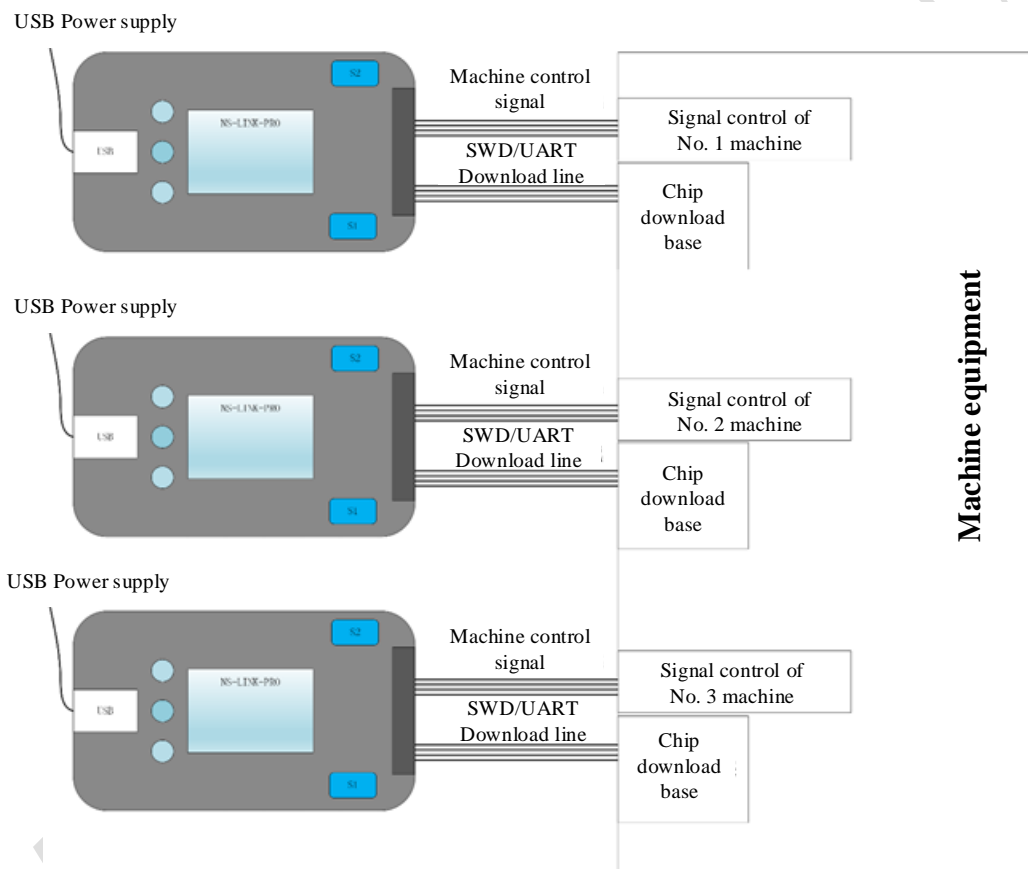 USB Power supply
S2
Machine control
signal
NS-LINK-PRO
Signal control of
No. 1 machine
USB
SWD/UART
Download line
Chip
download
base
S1
USB Power supply
S2
Machine control
signal
NS-LINK-PRO
Signal control of
No. 2 machine
USB
SWD/UART
Download line
Chip
download
base
S1
Machine equipment
USB Power supply
S2
Machine control
signal
NS-LINK-PRO
Signal control of
No. 3 machine
USB
SWD/UART
Download line
Chip
download
base
S1